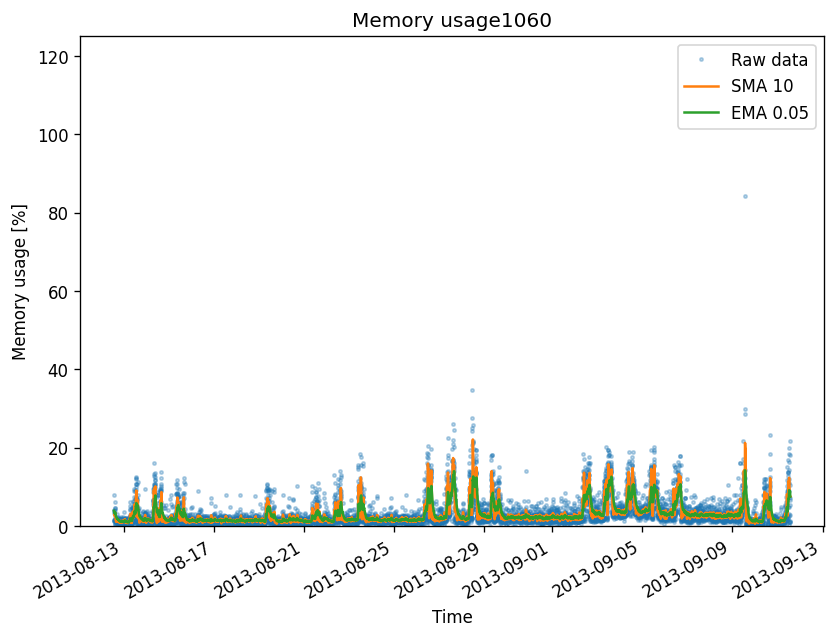 Memory usage1060
120
100
80
60
40
20
0
Memory usage [%]
Raw data
SMA 10
EMA 0.05
2013-08-13
2013-08-17
2013-08-21
2013-08-25
2013-08-29
2013-09-01
2013-09-05
2013-09-09
2013-09-13
Time